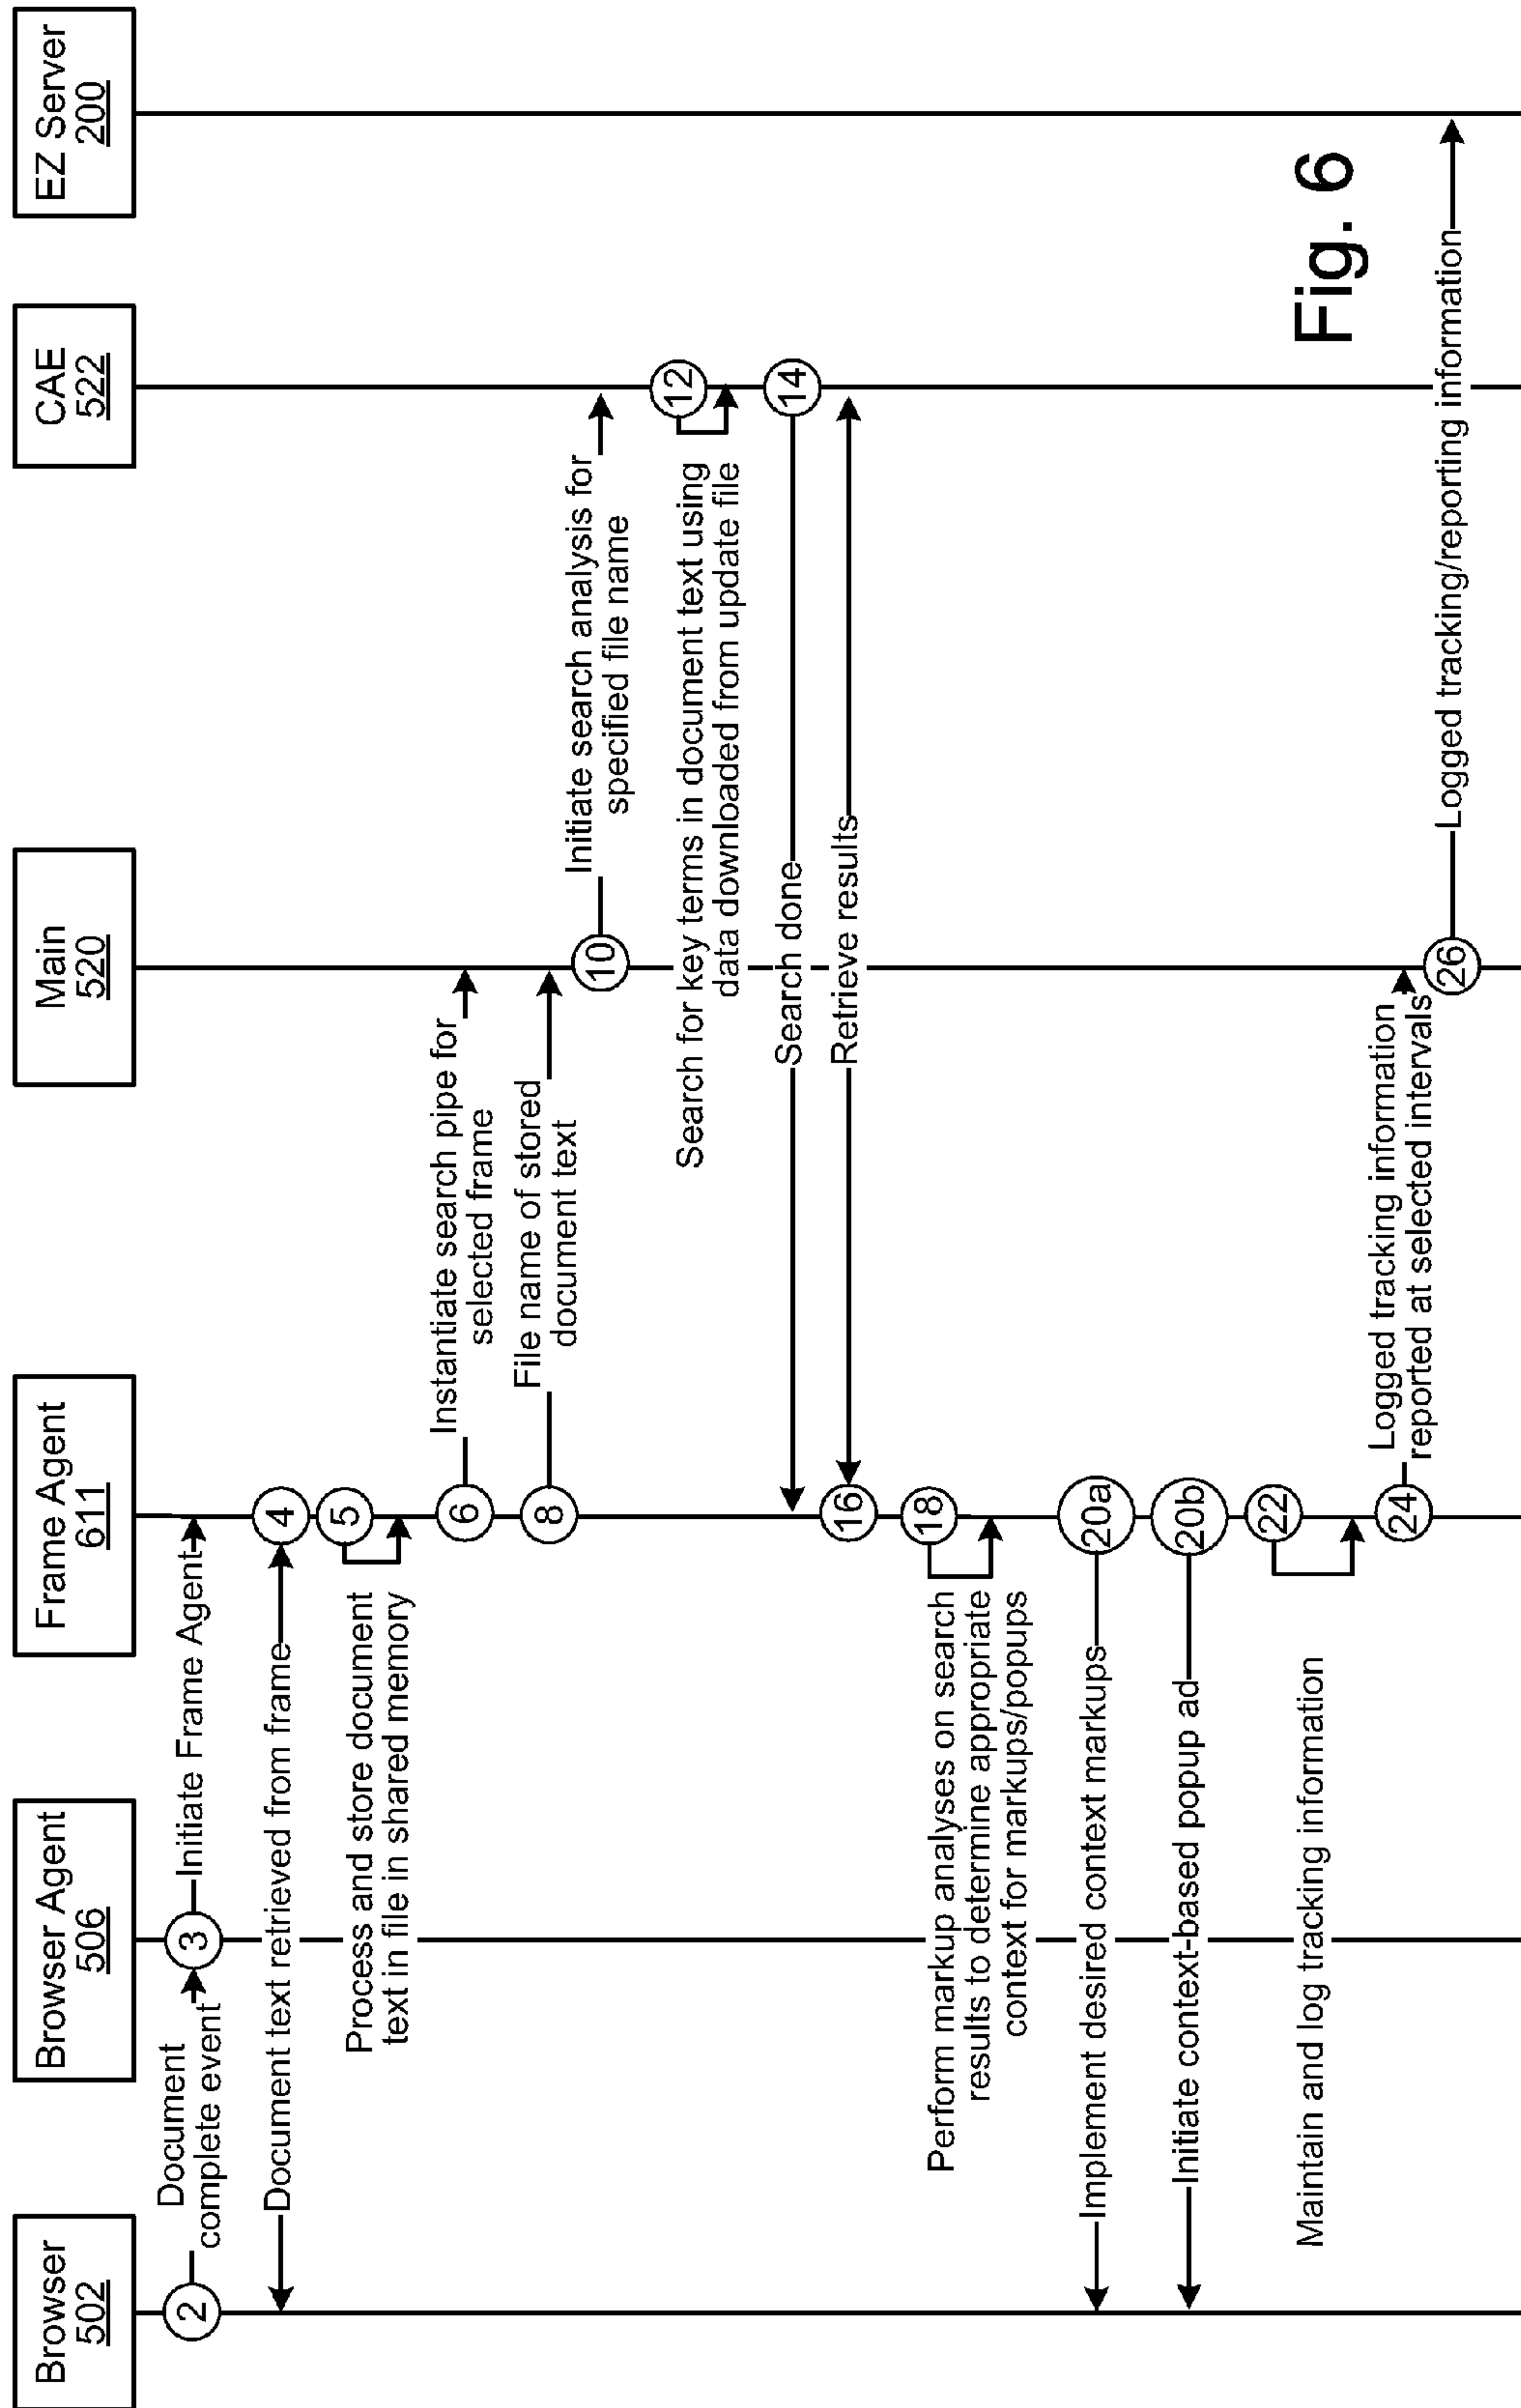 Browser
502
Browser Agent
506
Frame Agent
611
Main
520
CAE
522
EZ Server
200
2
Document
complete event
3
Initiate Frame Agent
4
Document text retrieved from frame
5
Process and store document
text in file in shared memory
6
Instantiate search pipe for
selected frame
8
File name of stored
document text
10
Initiate search analysis for
specified file name
12
Search for key terms in document text using
data downloaded from update file
14
Search done
16
Retrieve results
18
Perform markup analyses on search
results to determine appropriate
context for markups/popups
20a
Implement desired context markups
20b
Initiate context-based popup ad
22
Maintain and log tracking information
24
Logged tracking information
reported at selected intervals
26
Logged tracking/reporting information
Fig. 6